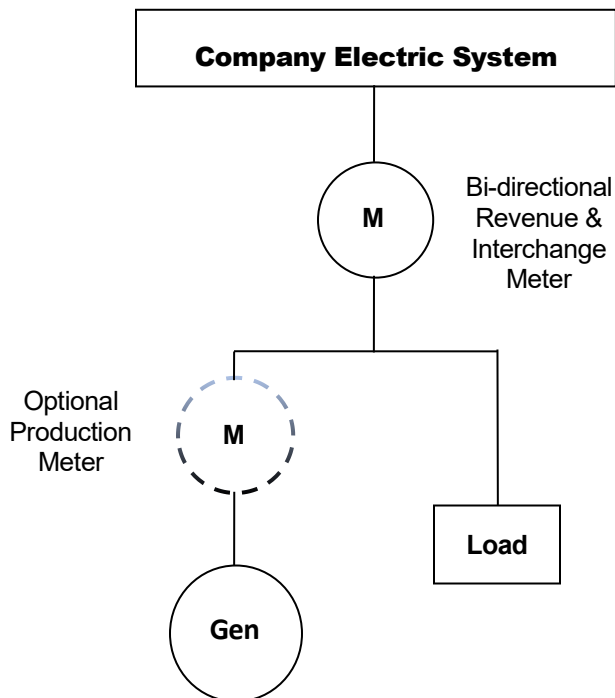 Company Electric System
M
Bi-directional
Revenue &
Interchange
Meter
Optional
Production
Meter
M
Load
Gen